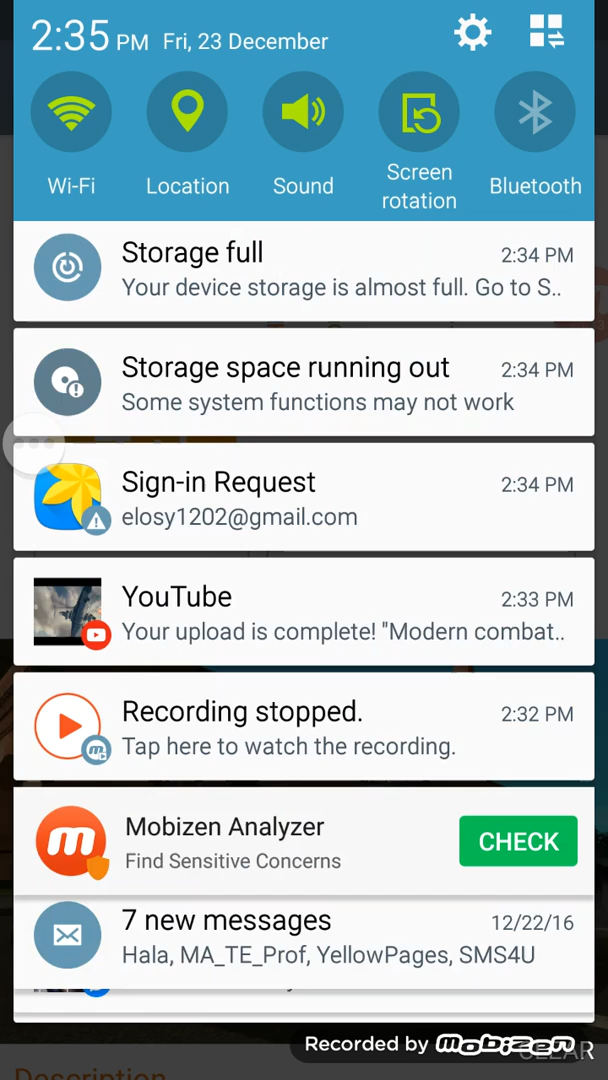 2:35 PM Fri, 23 December
Wi-Fi
Location
Sound
Screen rotation
Bluetooth
Storage full 2:34 PM
Your device storage is almost full. Go to S..
Storage space running out 2:34 PM
Some system functions may not work
Sign-in Request 2:34 PM
elosy1202@gmail.com
YouTube 2:33 PM
Your upload is complete! "Modern combat..
Recording stopped. 2:32 PM
Tap here to watch the recording.
Mobizen Analyzer
Find Sensitive Concerns
CHECK
7 new messages 12/22/16
Hala, MA_TE_Prof, YellowPages, SMS4U
Recorded by mobizen
CLEAR
Description